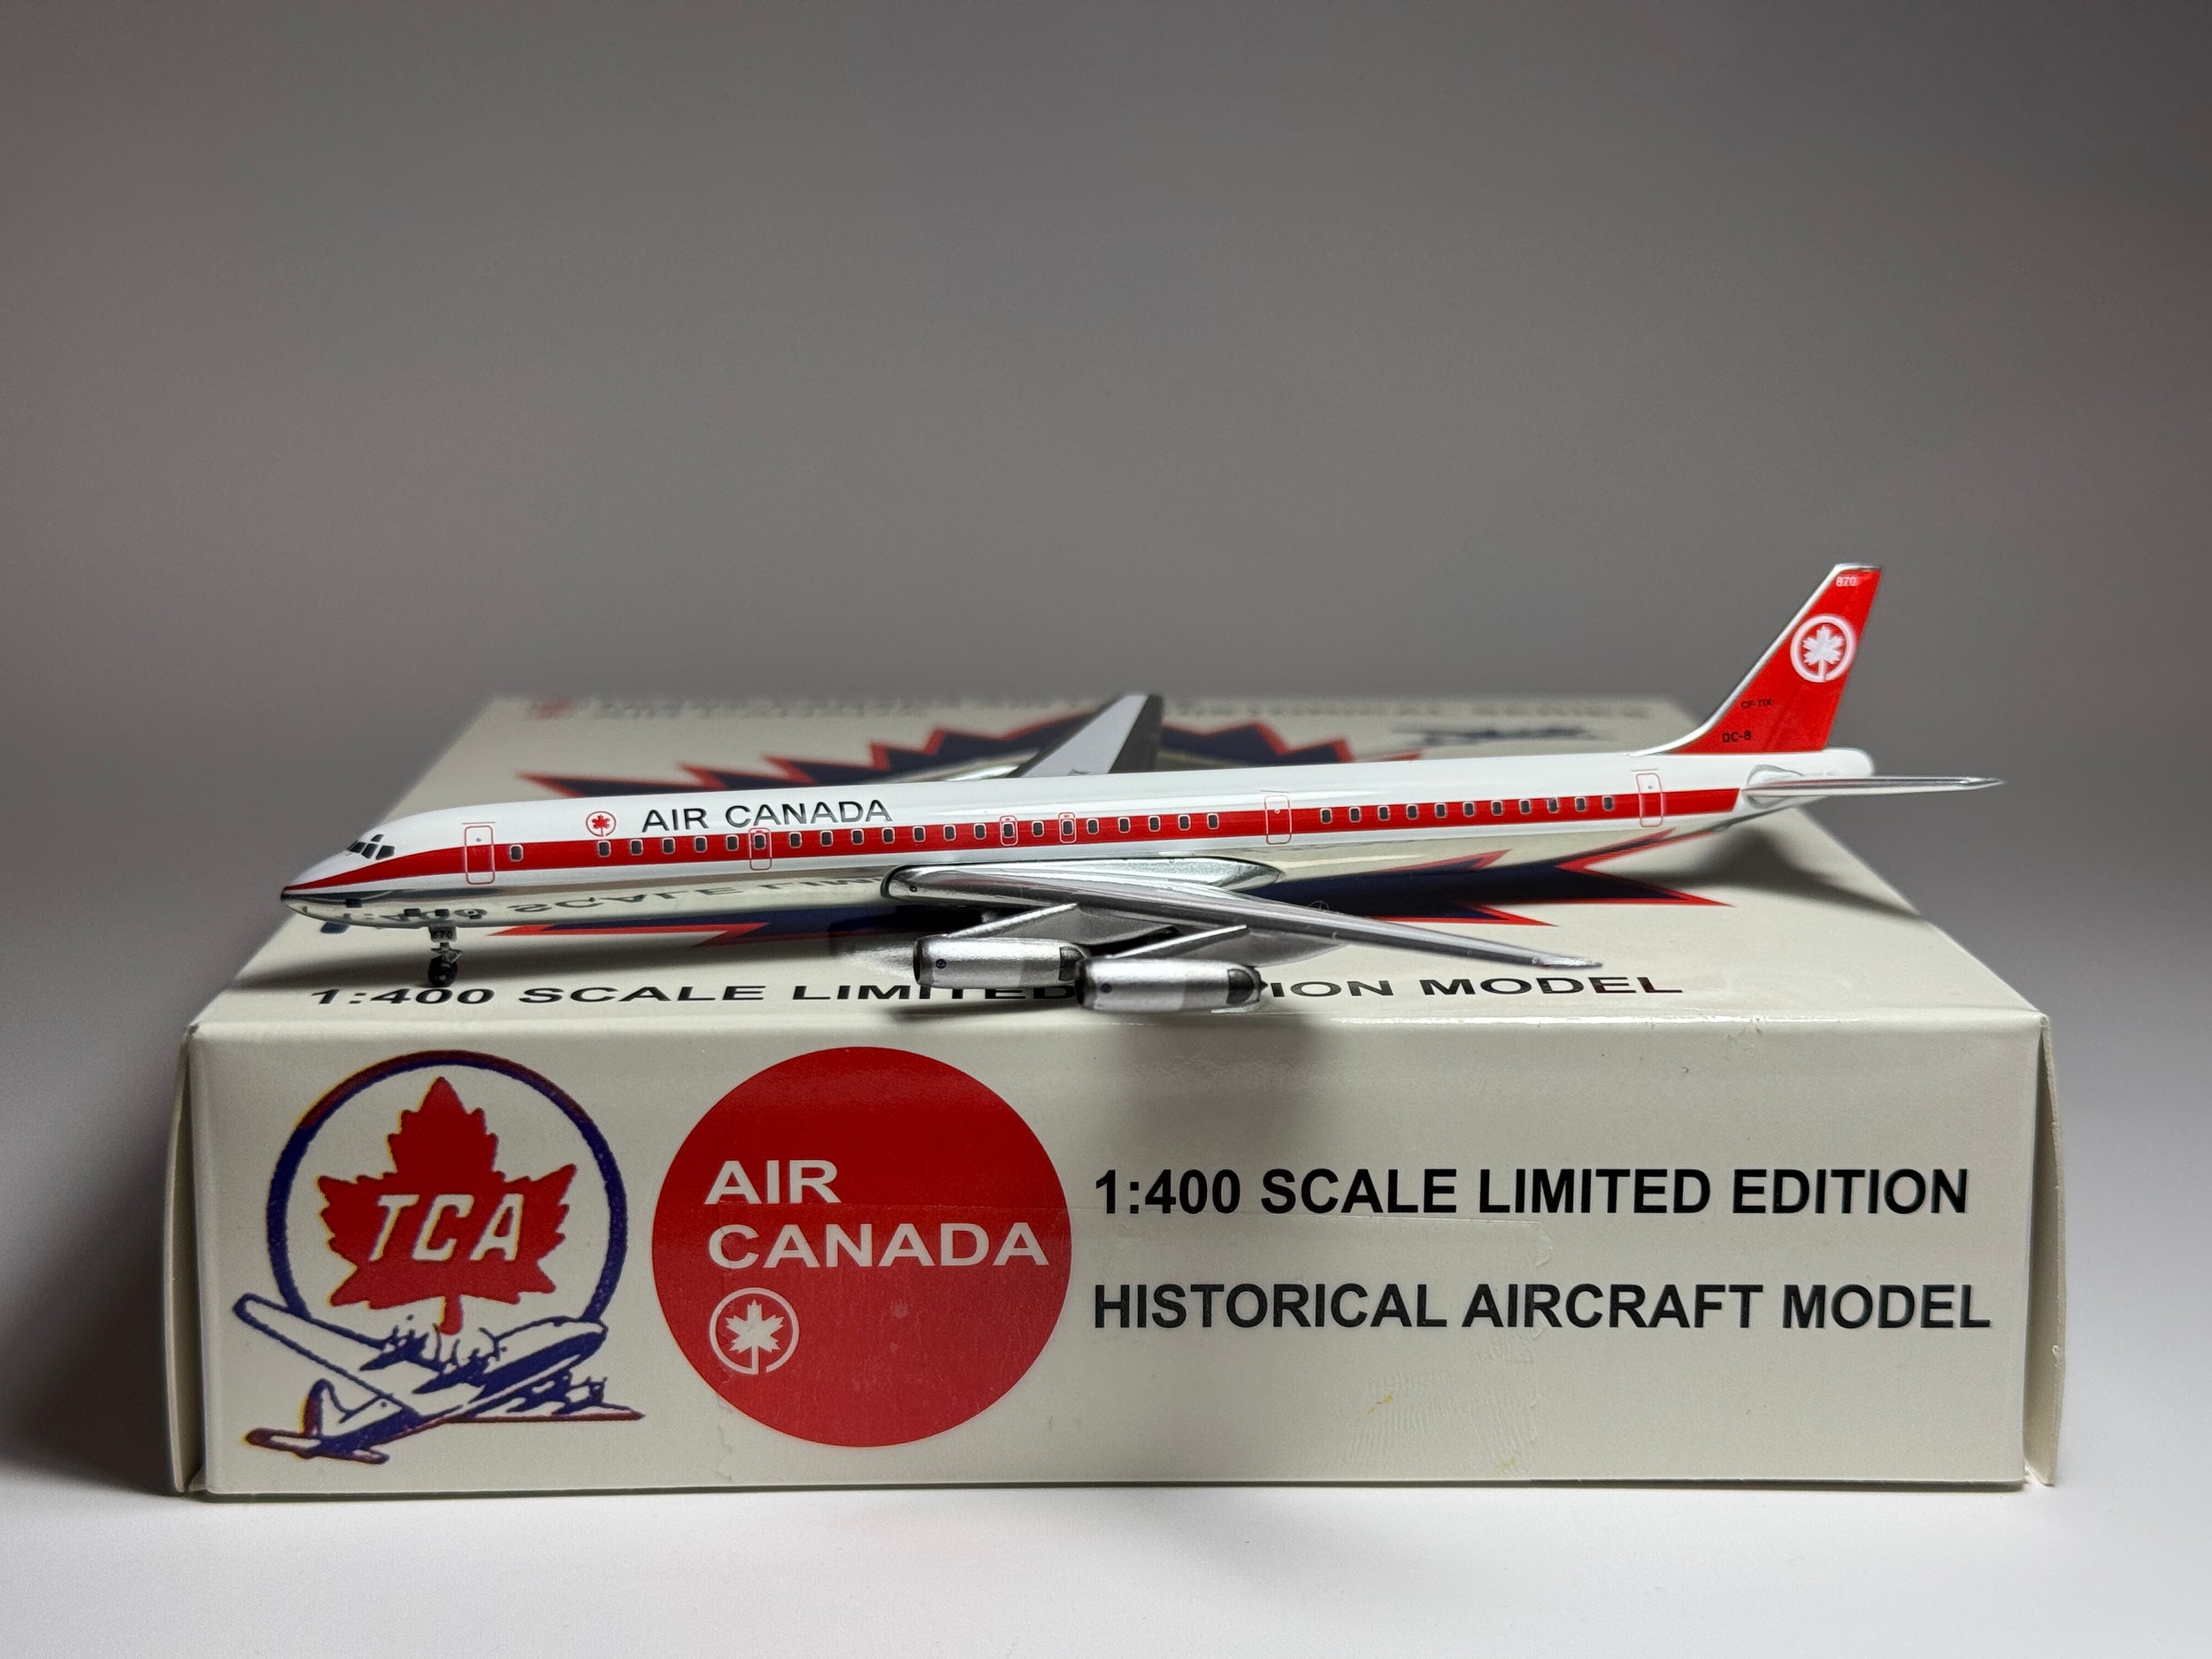 870
CF-TIX
DC-8
AIR CANADA
870
1:400 SCALE LIMITED
ION MODEL
TCA
AIR
CANADA
1:400 SCALE LIMITED EDITION
HISTORICAL AIRCRAFT MODEL